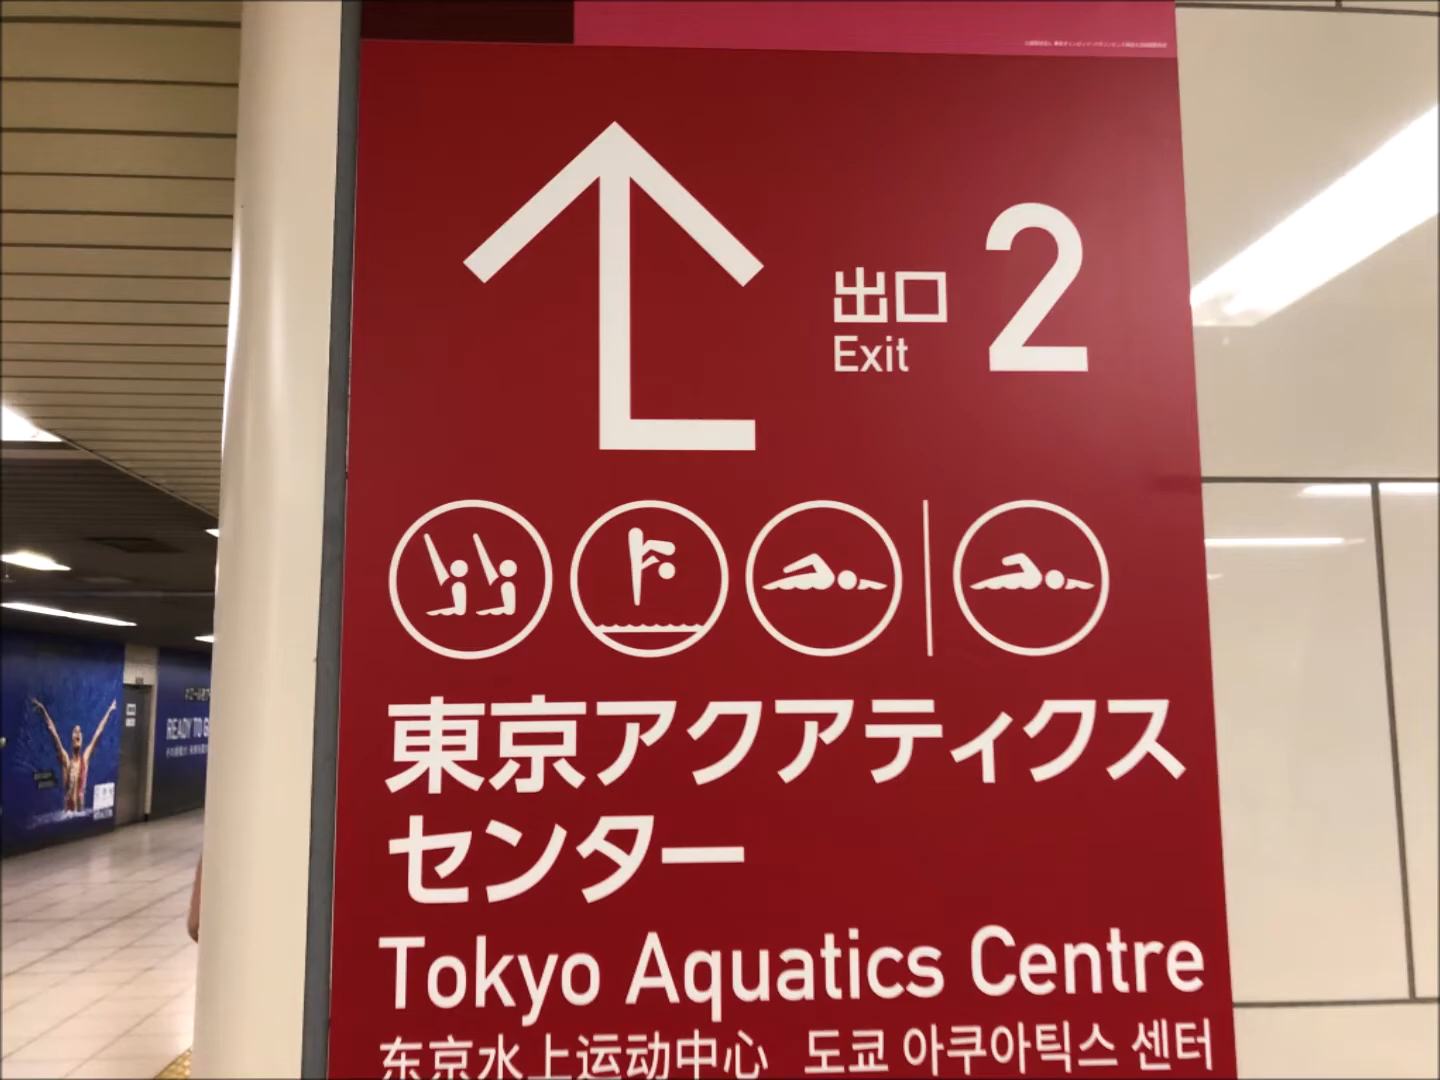 出口
Exit
2
東京アクアティクス
センター
Tokyo Aquatics Centre
东京水上运动中心 도쿄 아쿠아틱스 센터
READY TO